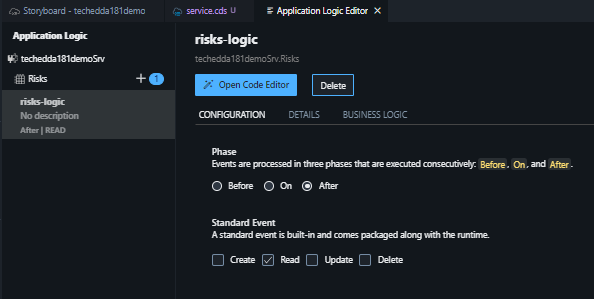 Storyboard - techedda181demo
service.cds U
Application Logic Editor
Application Logic
techedda181demoSrv
Risks
1
risks-logic
No description
After | READ
risks-logic
techedda181demoSrv.Risks
Open Code Editor
Delete
CONFIGURATION DETAILS BUSINESS LOGIC
Phase
Events are processed in three phases that are executed consecutively: Before, On, and After.
Before On After
Standard Event
A standard event is built-in and comes packaged along with the runtime.
Create Read Update Delete